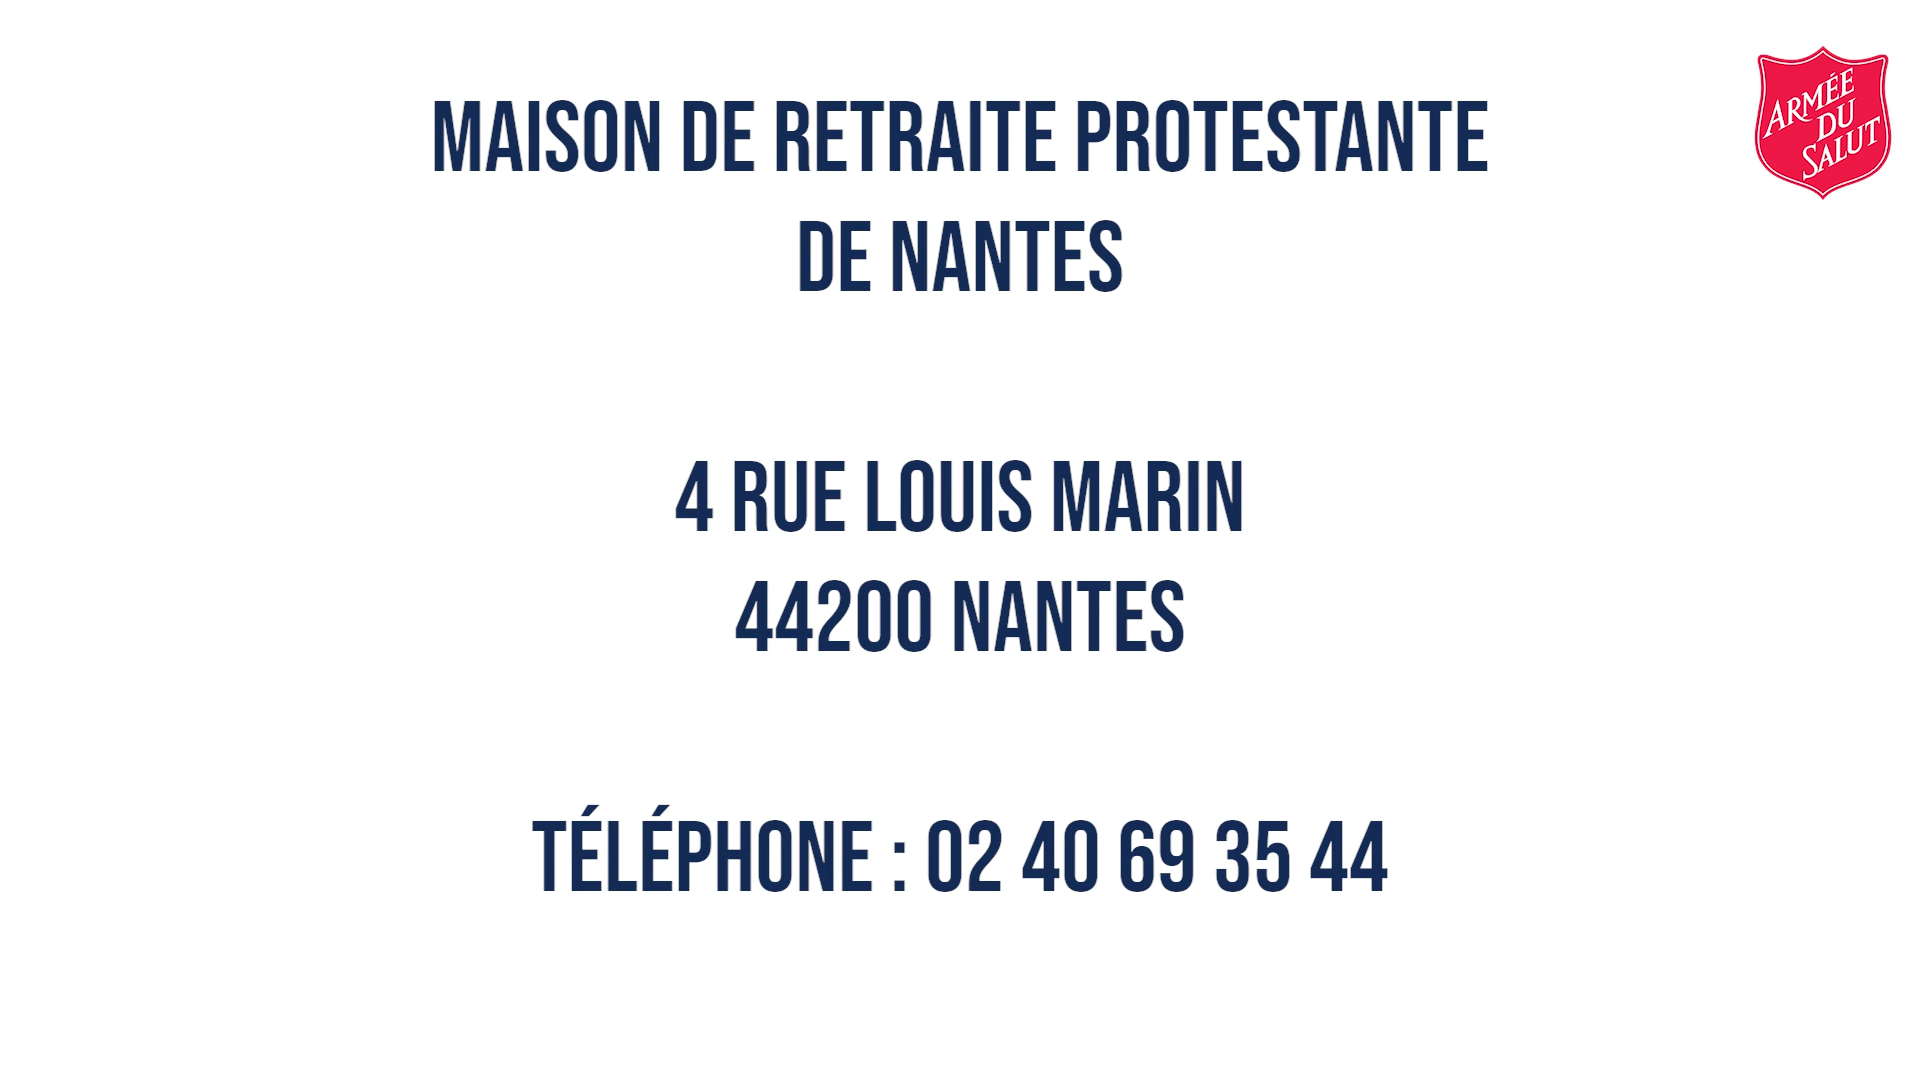 MAISON DE RETRAITE PROTESTANTE
DE NANTES
4 RUE LOUIS MARIN
44200 NANTES
TÉLÉPHONE : 02 40 69 35 44
ARMÉE
DU
SALUT